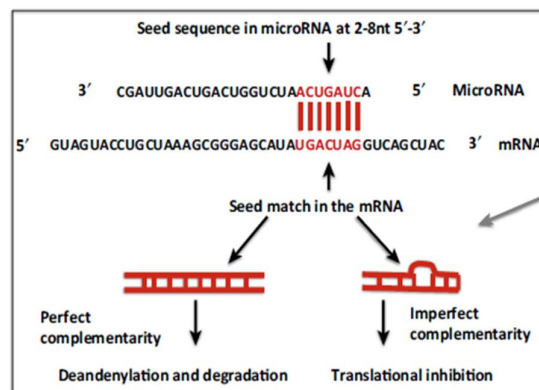 Seed sequence in microRNA at 2-8nt 5′-3′
3′ CGAUUGACUGACUGGUCUAACUGAUCA 5′ MicroRNA
5′ GUAGUACCUGCUAAAGCGGGAGCAUAUGACUAGGUCAGCUAC 3′ mRNA
Seed match in the mRNA
Perfect complementarity
Imperfect complementarity
Deandenylation and degradation
Translational inhibition